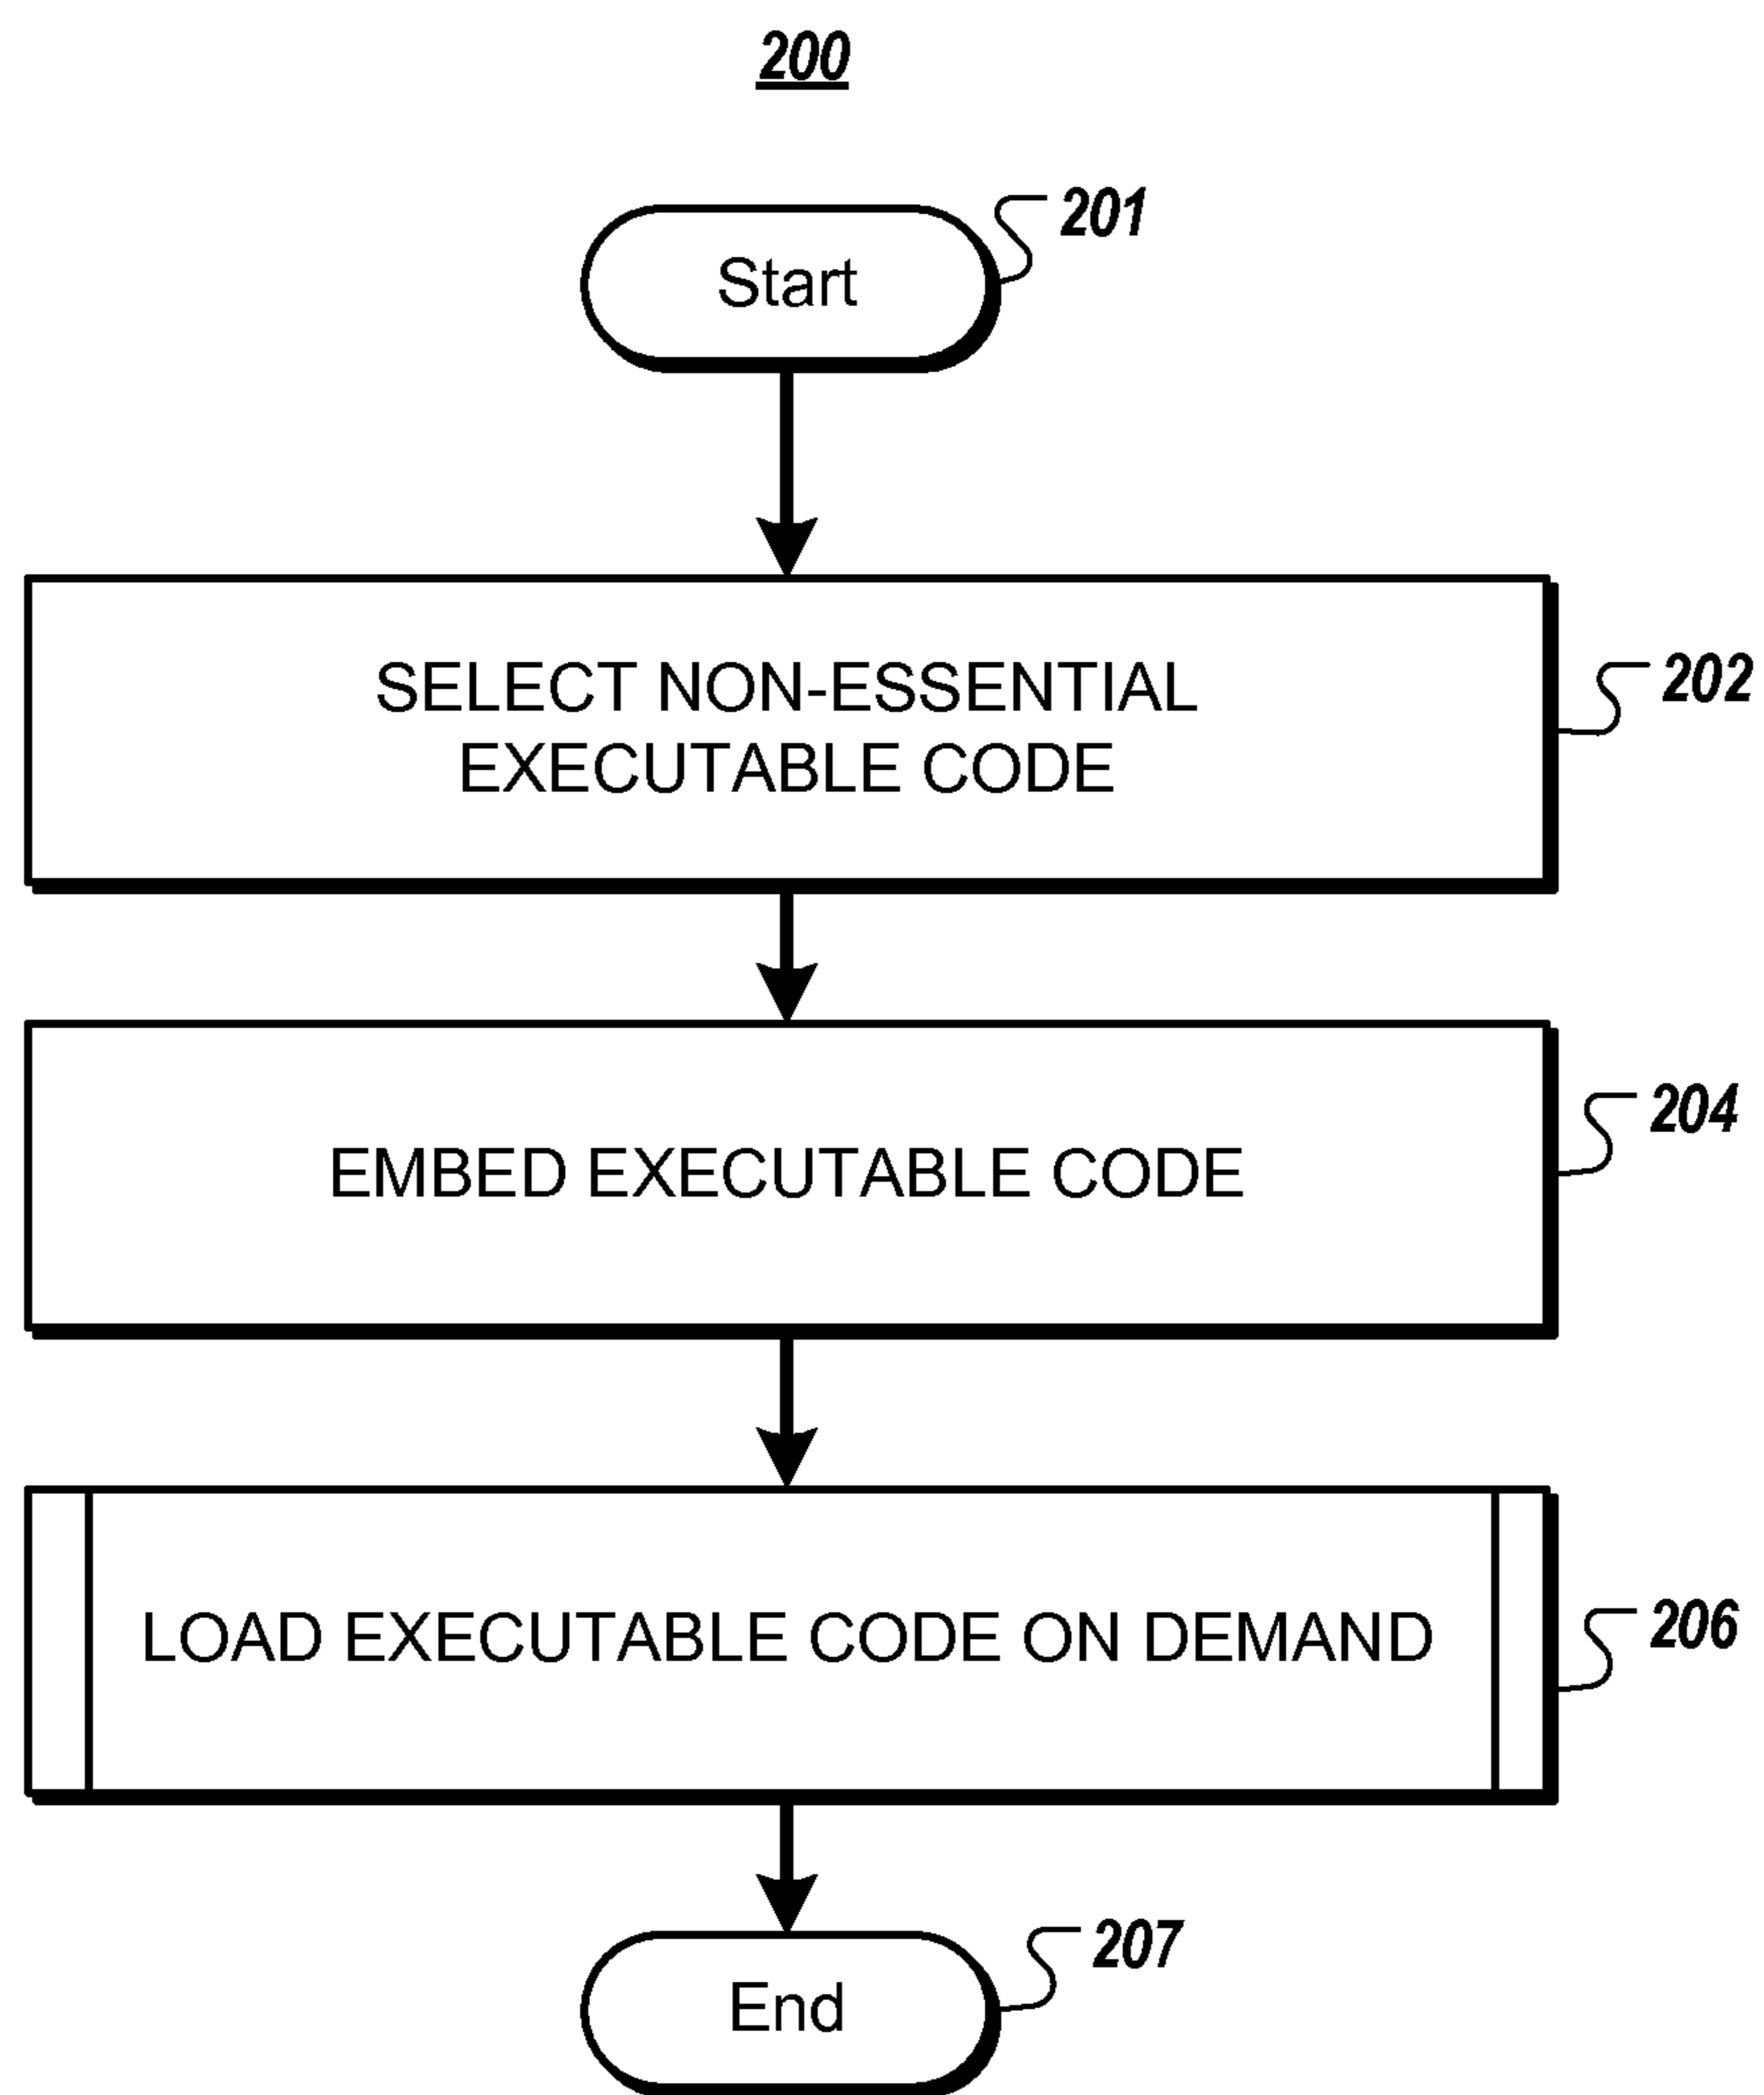 200
201
Start
SELECT NON-ESSENTIAL
EXECUTABLE CODE
202
EMBED EXECUTABLE CODE
204
LOAD EXECUTABLE CODE ON DEMAND
206
207
End